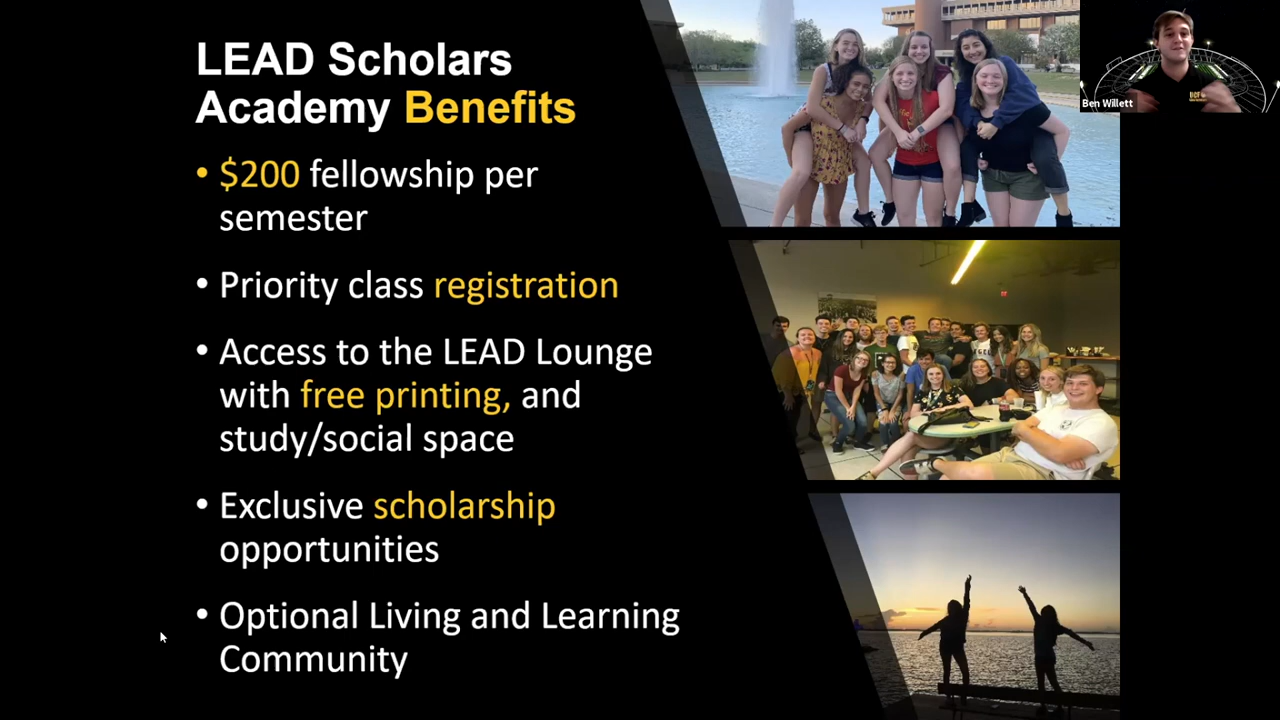 LEAD Scholars
Academy Benefits
• $200 fellowship per
semester
• Priority class registration
• Access to the LEAD Lounge
with free printing, and
study/social space
• Exclusive scholarship
opportunities
• Optional Living and Learning
Community
Ben Willett
UCF